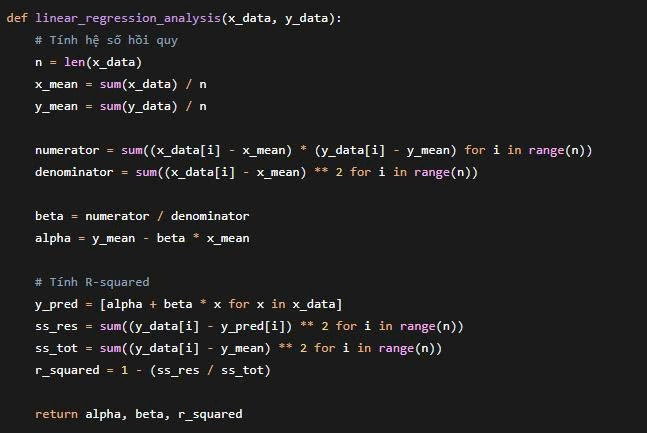 def linear_regression_analysis(x_data, y_data):
    # Tính hệ số hồi quy
    n = len(x_data)
    x_mean = sum(x_data) / n
    y_mean = sum(y_data) / n

    numerator = sum((x_data[i] - x_mean) * (y_data[i] - y_mean) for i in range(n))
    denominator = sum((x_data[i] - x_mean) ** 2 for i in range(n))

    beta = numerator / denominator
    alpha = y_mean - beta * x_mean

    # Tính R-squared
    y_pred = [alpha + beta * x for x in x_data]
    ss_res = sum((y_data[i] - y_pred[i]) ** 2 for i in range(n))
    ss_tot = sum((y_data[i] - y_mean) ** 2 for i in range(n))
    r_squared = 1 - (ss_res / ss_tot)

    return alpha, beta, r_squared